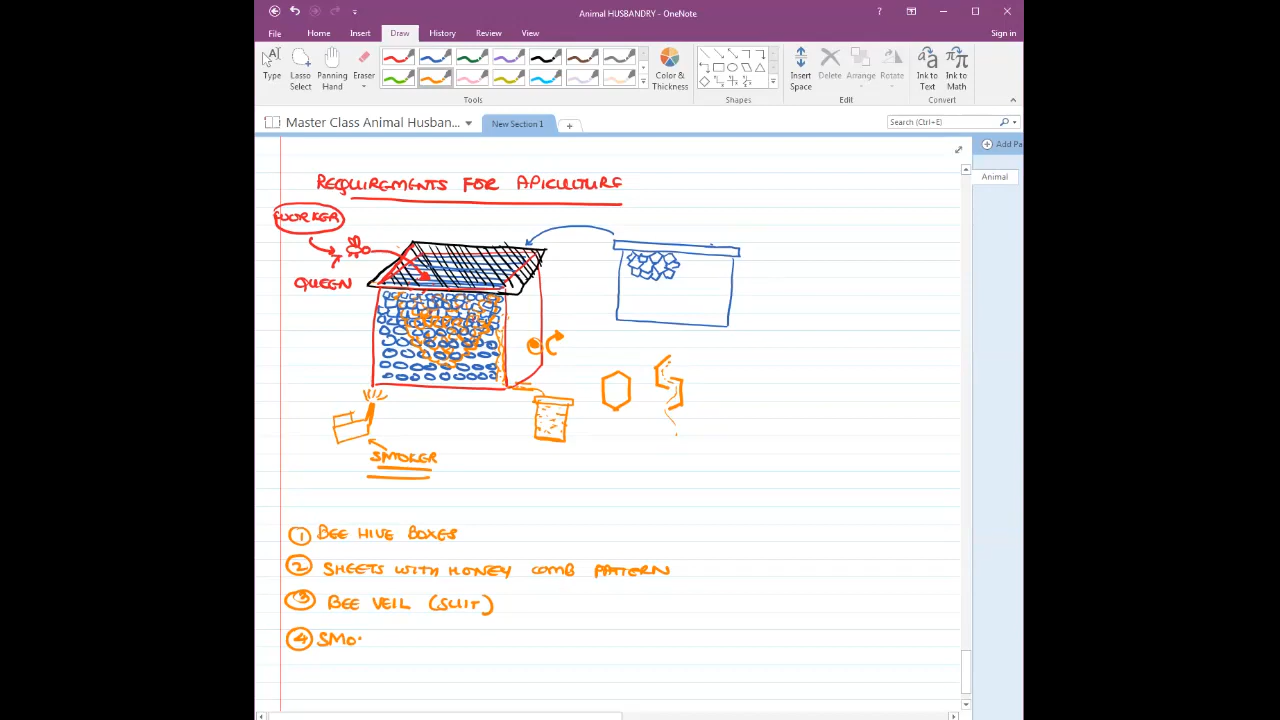 Animal HUSBANDRY - OneNote
?
File Home Insert Draw History Review View Sign in
Type Lasso Select Panning Hand Eraser Color & Thickness Insert Space Delete Arrange Rotate Ink to Text Ink to Math
Tools Shapes Edit Convert
Master Class Animal Husban... New Section 1 Search (Ctrl+E)
Add Pa
Animal
REQUIREMENTS FOR APICULTURE
WORKER
QUEEN
SMOKER
1 BEE HIVE BOXES
2 SHEETS WITH HONEY COMB PATTERN
3 BEE VEIL (SUIT)
4 SMO